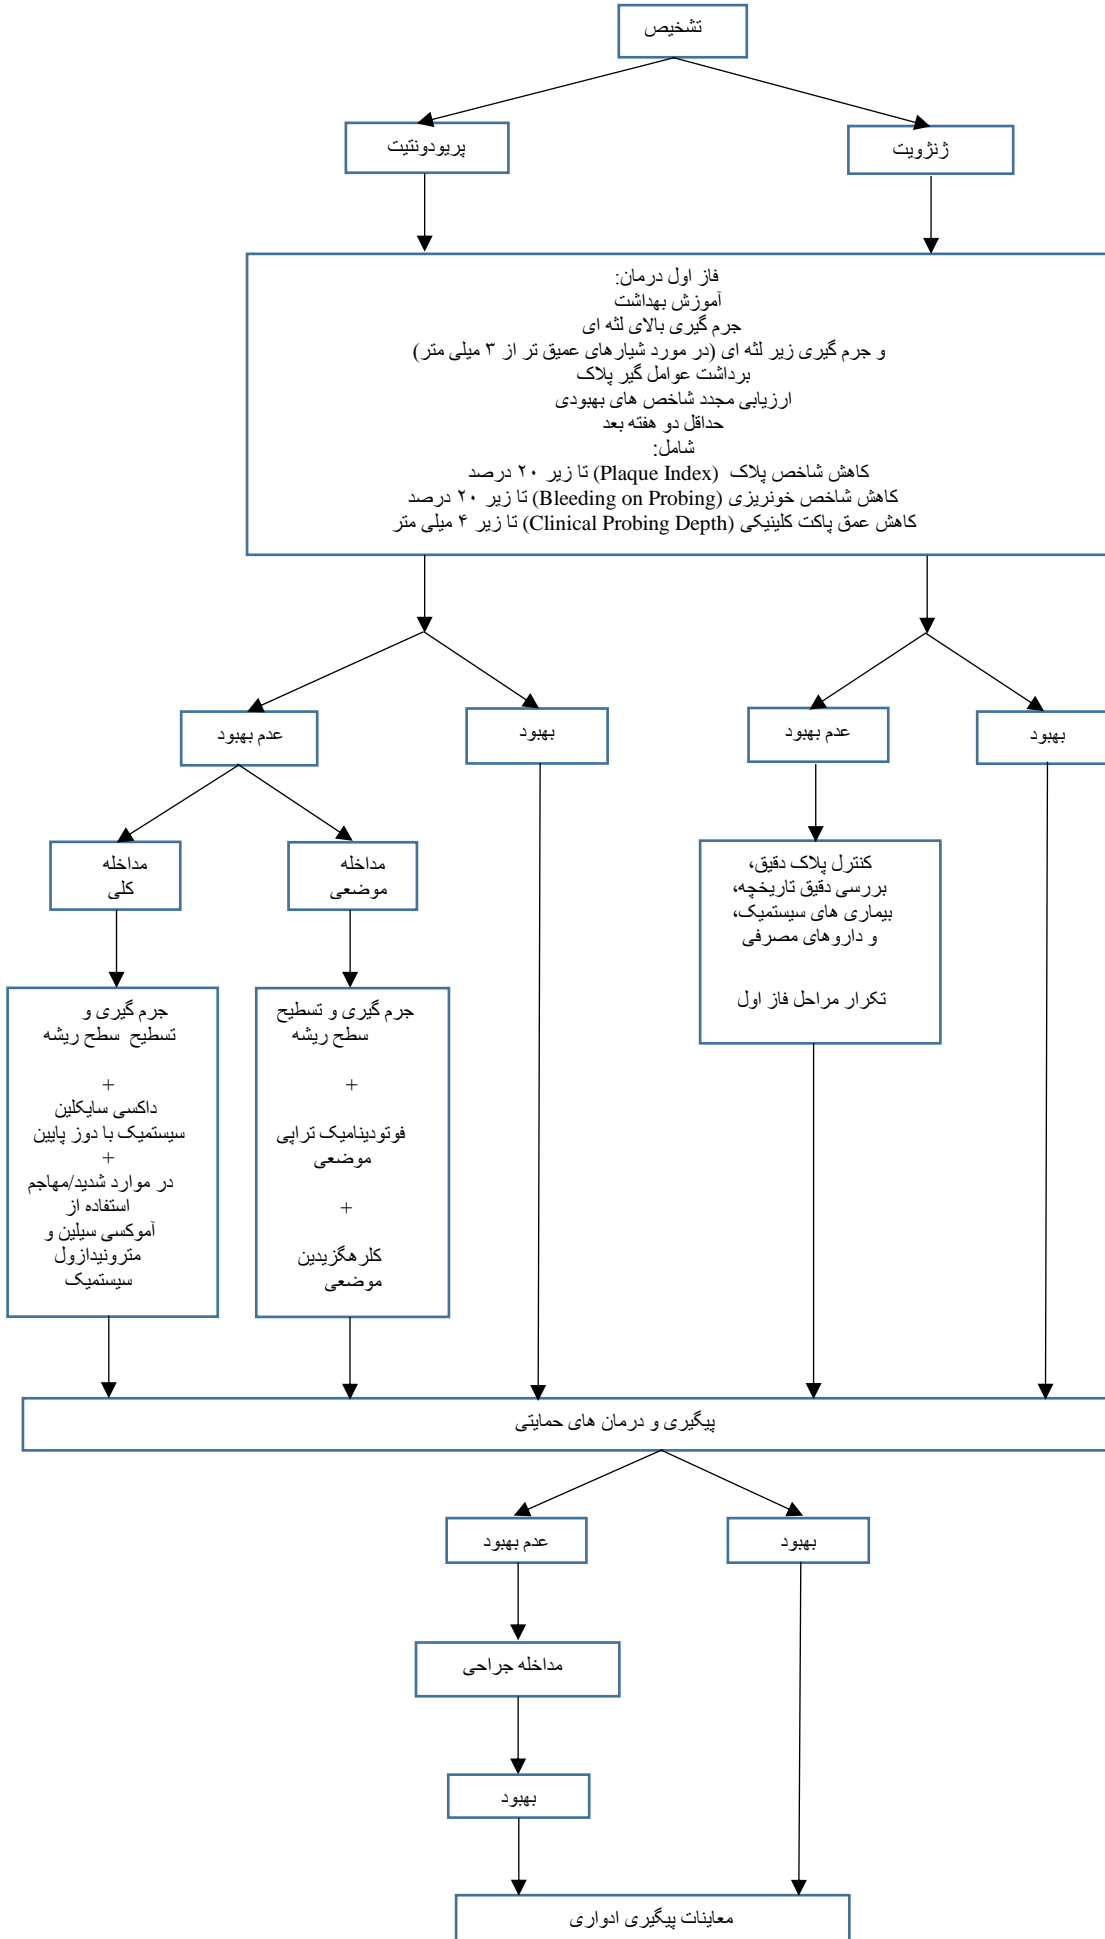 تشخیص
ژنژویت
پریودونتیت
فاز اول درمان:
آموزش بهداشت
جرم گیری بالای لثه ای
و جرم گیری زیر لثه ای (در مورد شیارهای عمیق تر از ۳ میلی متر)
برداشت عوامل گیر پلاک
ارزیابی مجدد شاخص های بهبودی
حداقل دو هفته بعد
شامل:
کاهش شاخص پلاک (Plaque Index) تا زیر ۲۰ درصد
کاهش شاخص خونریزی (Bleeding on Probing) تا زیر ۲۰ درصد
کاهش عمق پاکت کلینیکی (Clinical Probing Depth) تا زیر ۴ میلی متر
بهبود
عدم بهبود
بهبود
عدم بهبود
کنترل پلاک دقیق،
بررسی دقیق تاریخچه،
بیماری های سیستمیک،
و داروهای مصرفی
تکرار مراحل فاز اول
مداخله
موضعی
مداخله
کلی
جرم گیری و تسطیح
سطح ریشه
+
فوتودینامیک تراپی
موضعی
+
کلرهگزیدین
موضعی
جرم گیری و
تسطیح سطح ریشه
+
داکسی سایکلین
سیستمیک با دوز پایین
+
در موارد شدید/مهاجم
استفاده از
آموکسی سیلین و
مترونیدازول
سیستمیک
پیگیری و درمان های حمایتی
بهبود
عدم بهبود
مداخله جراحی
بهبود
معاینات پیگیری ادواری